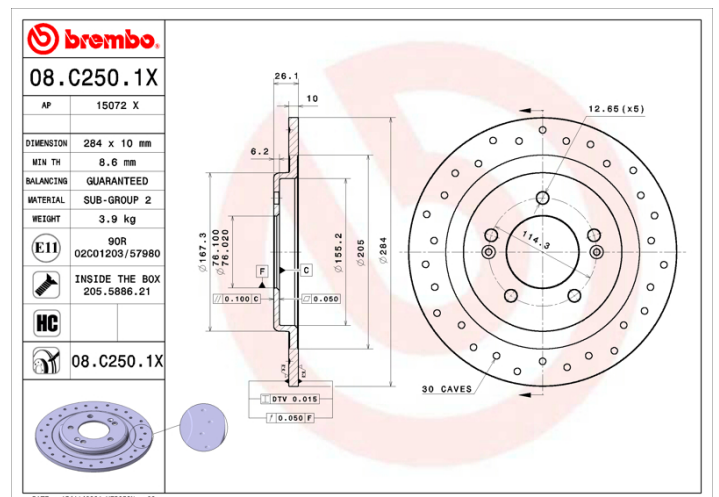 brembo.
08.C250.1X
AP 15072 X
DIMENSION 284 x 10 mm
MIN TH 8.6 mm
BALANCING GUARANTEED
MATERIAL SUB-GROUP 2
WEIGHT 3.9 kg
E11 90R
02C01203/57980
INSIDE THE BOX
205.5886.21
HC
08.C250.1X
26.1
10
6.2
Ø167.3
Ø76.100
Ø76.020
F
C
Ø155.2
Ø205
Ø284
// 0.100 C
⏥ 0.050
DTV 0.015
↗ 0.050 F
12.65(x5)
114.3
30 CAVES